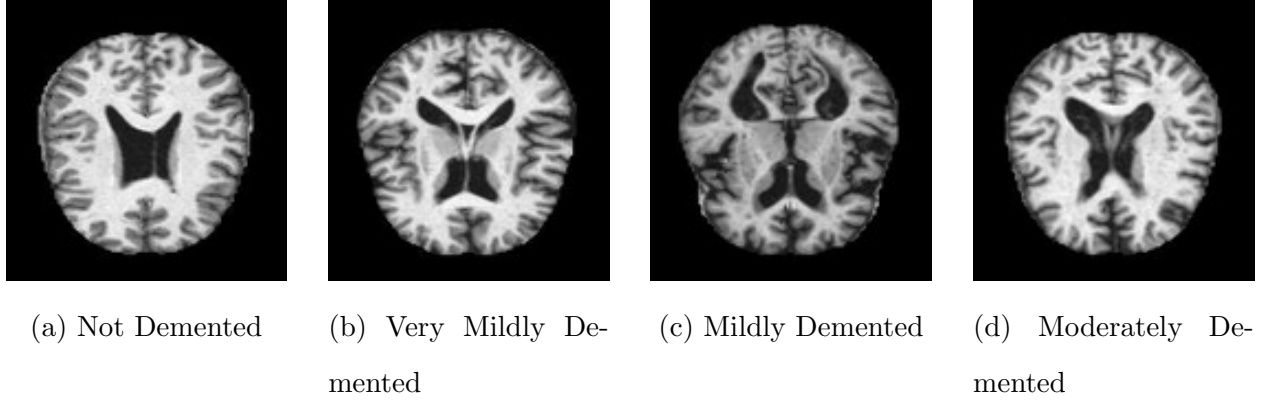 (a) Not Demented
(b) Very Mildly De-
mented
(c) Mildly Demented
(d) Moderately De-
mented